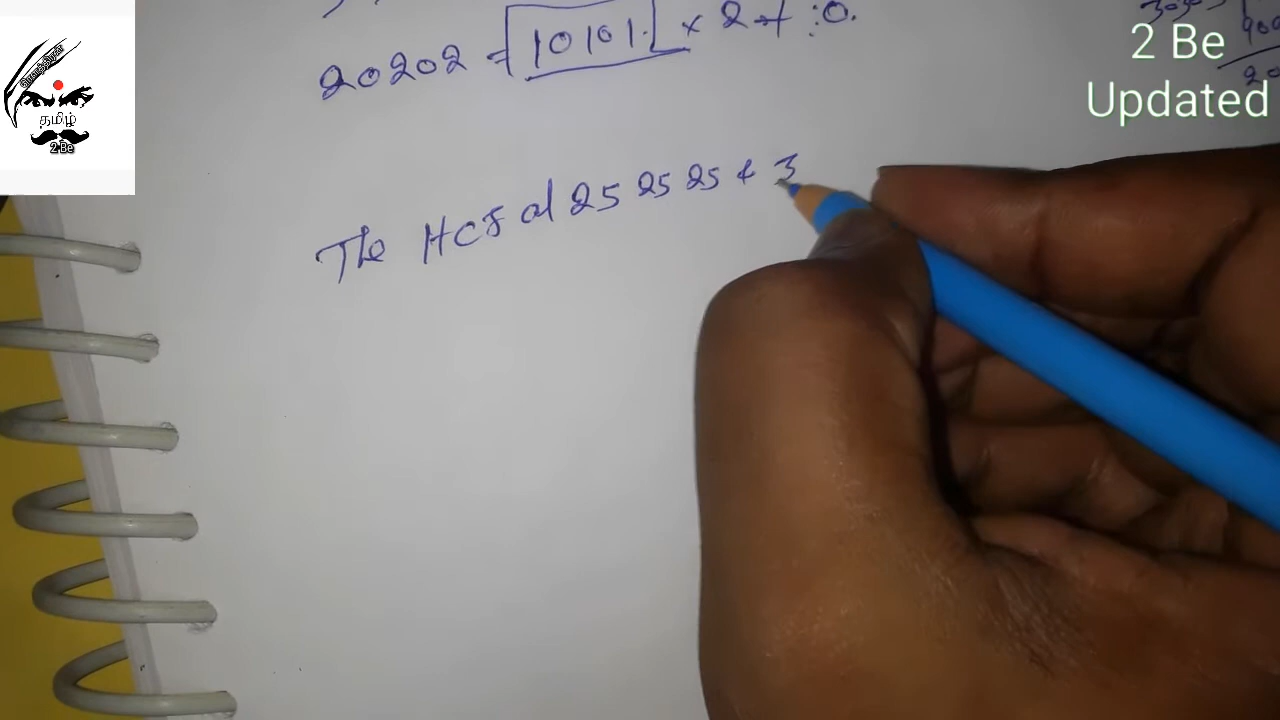 20202 = 10101 × 2 + 0.
The HCF of 25 25 25 & 3
தமிழ்
2 Be
2 Be
Updated